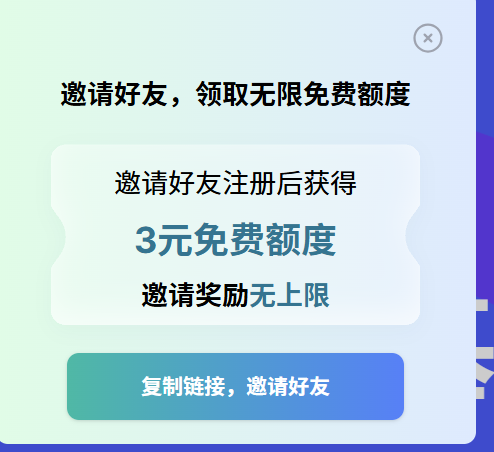 邀请好友，领取无限免费额度
邀请好友注册后获得
3元免费额度
邀请奖励无上限
复制链接，邀请好友